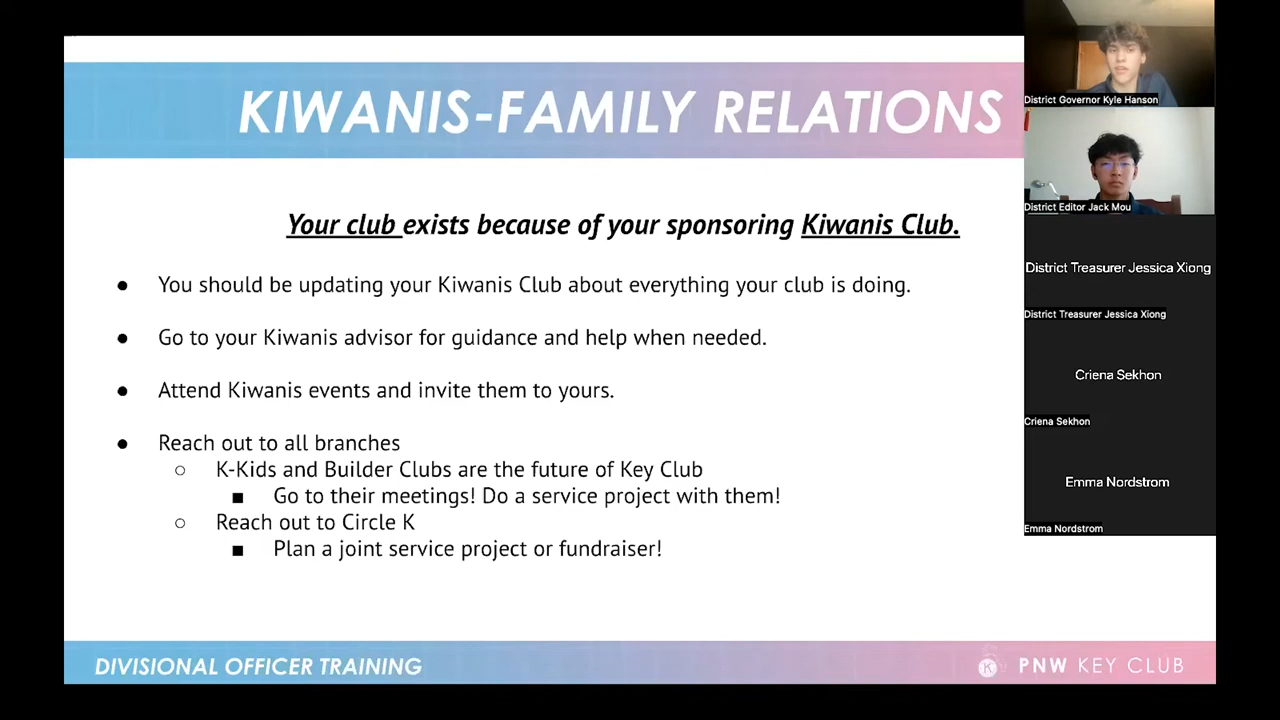 KIWANIS-FAMILY RELATIONS
Your club exists because of your sponsoring Kiwanis Club.
● You should be updating your Kiwanis Club about everything your club is doing.
● Go to your Kiwanis advisor for guidance and help when needed.
● Attend Kiwanis events and invite them to yours.
● Reach out to all branches
○ K-Kids and Builder Clubs are the future of Key Club
■ Go to their meetings! Do a service project with them!
○ Reach out to Circle K
■ Plan a joint service project or fundraiser!
DIVISIONAL OFFICER TRAINING
K
PNW KEY CLUB
District Governor Kyle Hanson
District Editor Jack Mou
District Treasurer Jessica Xiong
District Treasurer Jessica Xiong
Criena Sekhon
Criena Sekhon
Emma Nordstrom
Emma Nordstrom